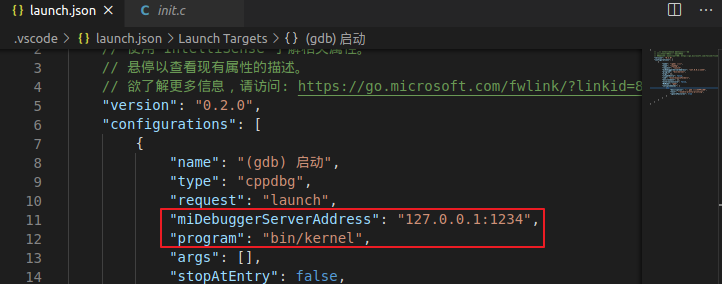 launch.json
init.c
.vscode > launch.json > Launch Targets > {} (gdb) 启动
2 // 使用 IntelliSense 了解相关属性。
3 // 悬停以查看现有属性的描述。
4 // 欲了解更多信息，请访问: https://go.microsoft.com/fwlink/?linkid=8
5 "version": "0.2.0",
6 "configurations": [
7 {
8 "name": "(gdb) 启动",
9 "type": "cppdbg",
10 "request": "launch",
11 "miDebuggerServerAddress": "127.0.0.1:1234",
12 "program": "bin/kernel",
13 "args": [],
14 "stopAtEntry": false,